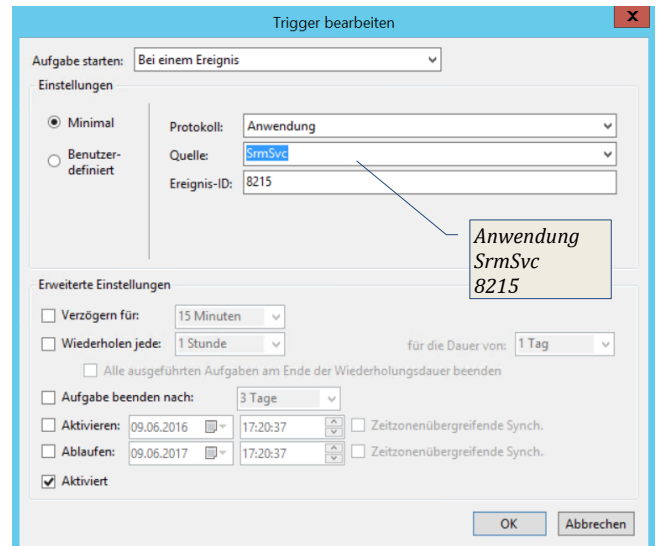 Trigger bearbeiten
X
Aufgabe starten: Bei einem Ereignis
Einstellungen
Minimal
Benutzer-
definiert
Protokoll: Anwendung
Quelle: SrmSvc
Ereignis-ID: 8215
Anwendung
SrmSvc
8215
Erweiterte Einstellungen
Verzögern für: 15 Minuten
Wiederholen jede: 1 Stunde für die Dauer von: 1 Tag
Alle ausgeführten Aufgaben am Ende der Wiederholungsdauer beenden
Aufgabe beenden nach: 3 Tage
Aktivieren: 09.06.2016 17:20:37 Zeitzonenübergreifende Synch.
Ablaufen: 09.06.2017 17:20:37 Zeitzonenübergreifende Synch.
Aktiviert
OK Abbrechen